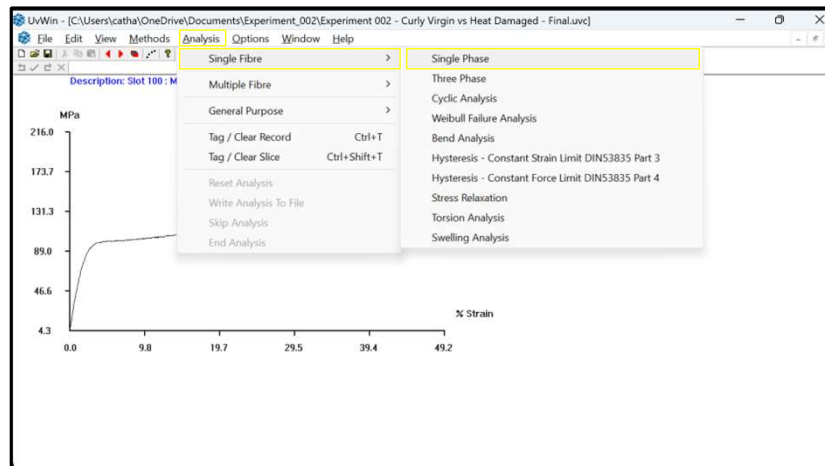 UvWin - [C:\Users\catha\OneDrive\Documents\Experiment_002\Experiment 002 - Curly Virgin vs Heat Damaged - Final.uvc]
File Edit View Methods Analysis Options Window Help
Description: Slot 100 : M
Single Fibre >
Multiple Fibre >
General Purpose >
Tag / Clear Record Ctrl+T
Tag / Clear Slice Ctrl+Shift+T
Reset Analysis
Write Analysis To File
Skip Analysis
End Analysis
Single Phase
Three Phase
Cyclic Analysis
Weibull Failure Analysis
Bend Analysis
Hysteresis - Constant Strain Limit DIN53835 Part 3
Hysteresis - Constant Force Limit DIN53835 Part 4
Stress Relaxation
Torsion Analysis
Swelling Analysis
MPa
216.0
173.7
131.3
89.0
46.6
4.3
% Strain
0.0 9.8 19.7 29.5 39.4 49.2